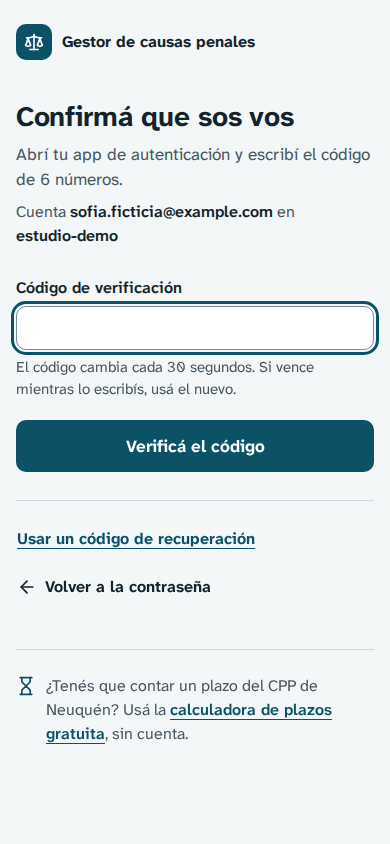 Gestor de causas penales
Confirmá que sos vos
Abrí tu app de autenticación y escribí el código
de 6 números.
Cuenta sofia.ficticia@example.com en
estudio-demo
Código de verificación
El código cambia cada 30 segundos. Si vence
mientras lo escribís, usá el nuevo.
Verificá el código
Usar un código de recuperación
Volver a la contraseña
¿Tenés que contar un plazo del CPP de
Neuquén? Usá la calculadora de plazos
gratuita, sin cuenta.